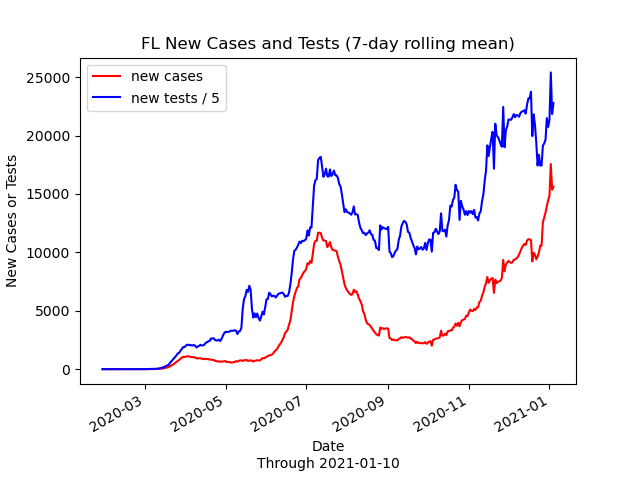 FL New Cases and Tests (7-day rolling mean)
new cases
new tests / 5
25000
20000
15000
10000
5000
0
New Cases or Tests
2020-03
2020-05
2020-07
2020-09
2020-11
2021-01
Date
Through 2021-01-10